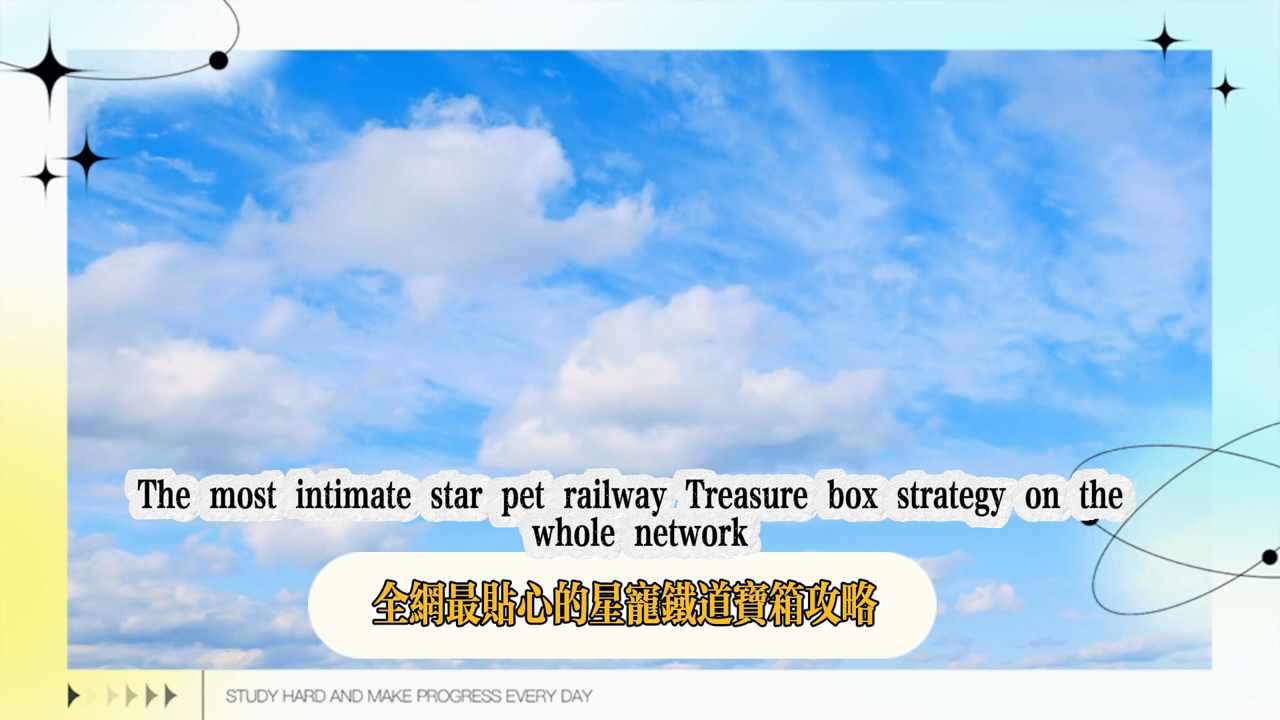 The most intimate star pet railway Treasure box strategy on the
whole network
全網最貼心的星寵鐵道寶箱攻略
STUDY HARD AND MAKE PROGRESS EVERY DAY